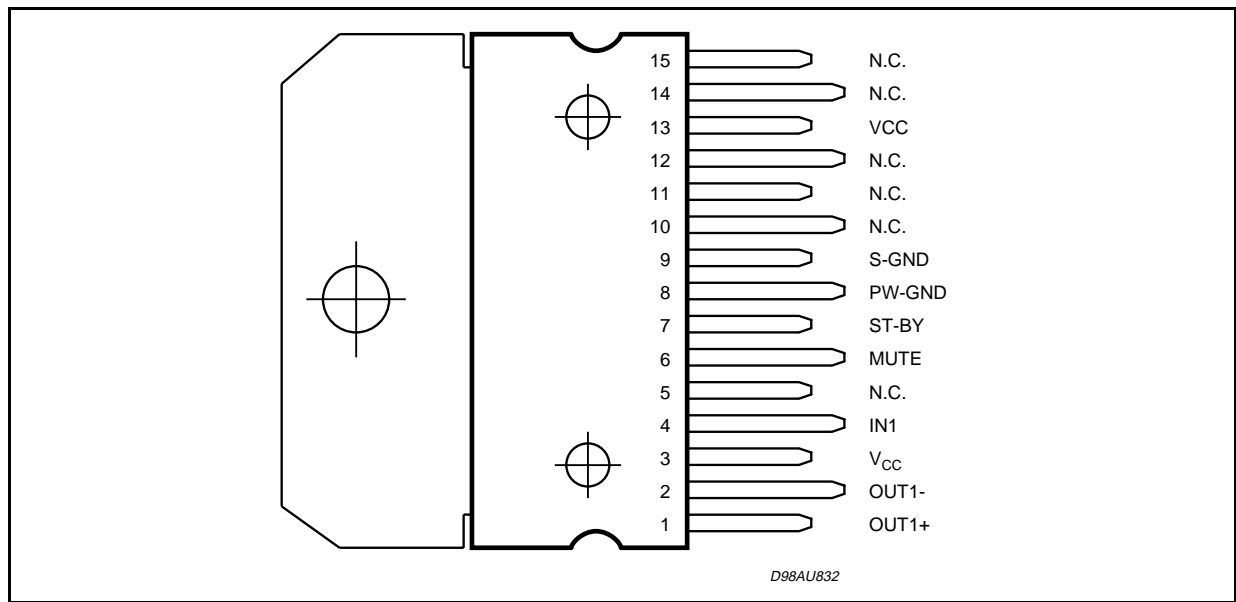 15 N.C.
14 N.C.
13 VCC
12 N.C.
11 N.C.
10 N.C.
9 S-GND
8 PW-GND
7 ST-BY
6 MUTE
5 N.C.
4 IN1
3 VCC
2 OUT1-
1 OUT1+
D98AU832